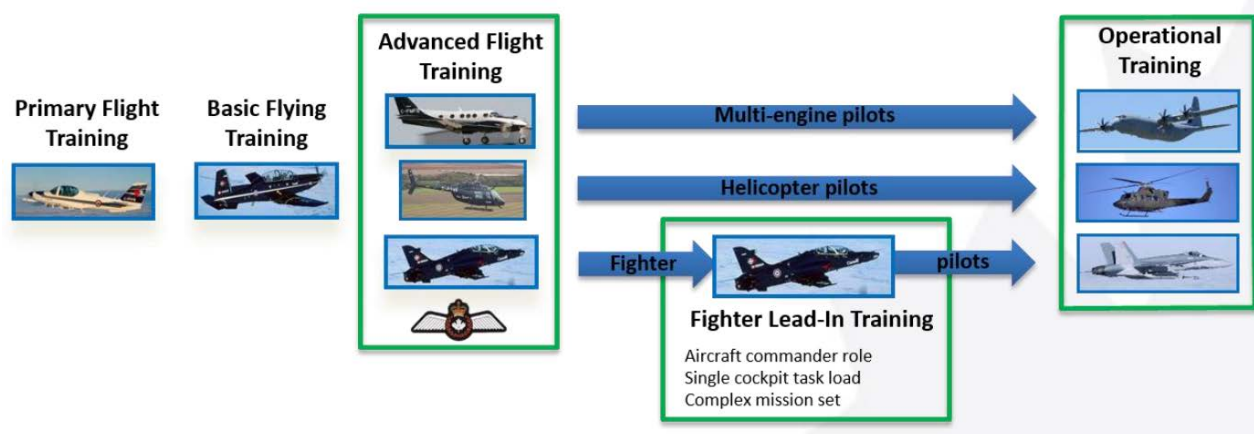 Primary Flight
Training
Basic Flying
Training
Advanced Flight
Training
Multi-engine pilots
Helicopter pilots
Fighter
pilots
Fighter Lead-In Training
Aircraft commander role
Single cockpit task load
Complex mission set
Operational
Training